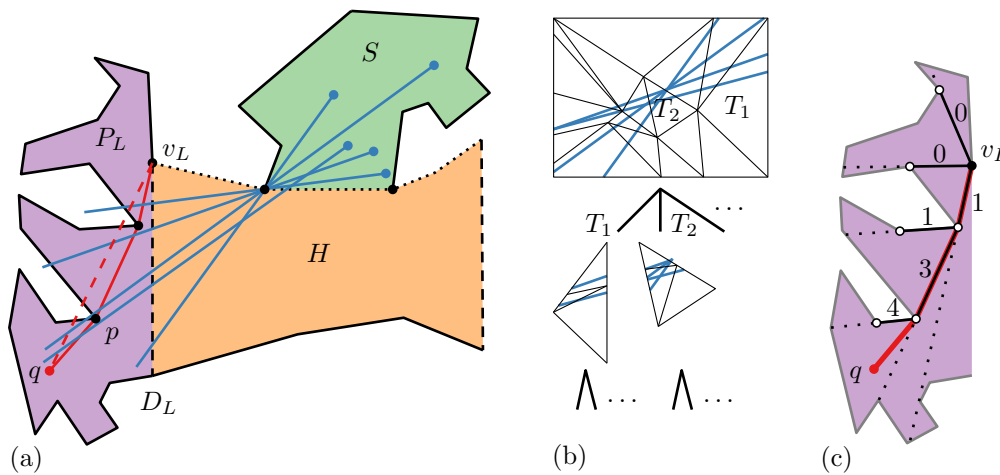 S
P_L
v_L
H
p
q
D_L
(a)
T_1
T_2
T_1
T_2
...
...
...
(b)
0
0
v_L
1
1
3
4
q
(c)